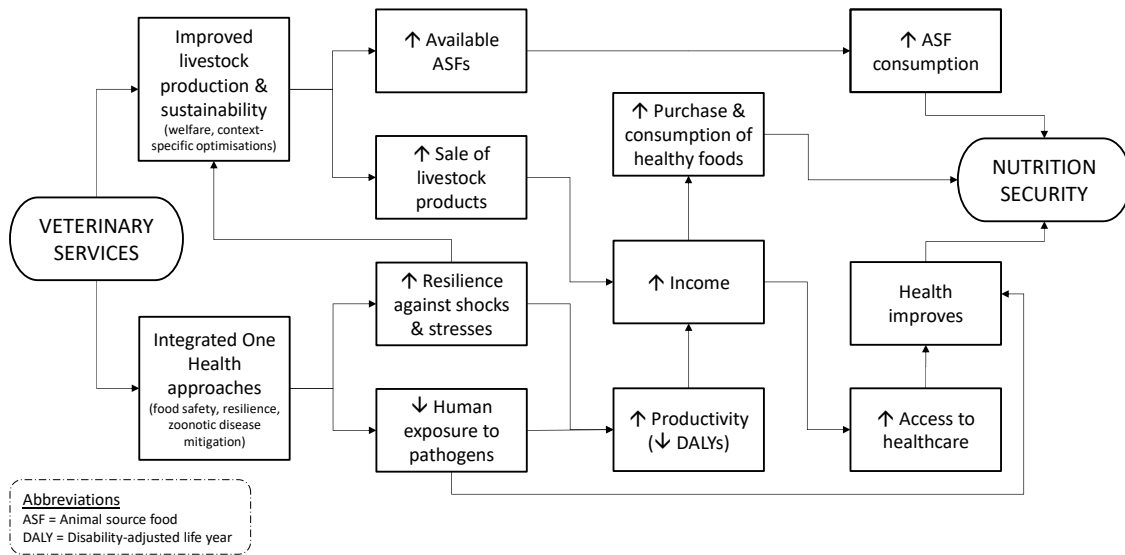 Improved
livestock
production &
sustainability
(welfare, context-
specific optimisations)
↑ Available
ASFs
↑ ASF
consumption
↑ Purchase &
consumption of
healthy foods
↑ Sale of
livestock
products
NUTRITION
SECURITY
VETERINARY
SERVICES
↑ Resilience
against shocks
& stresses
↑ Income
Health
improves
Integrated One
Health
approaches
(food safety, resilience,
zoonotic disease
mitigation)
↓ Human
exposure to
pathogens
↑ Productivity
(↓ DALYs)
↑ Access to
healthcare
Abbreviations
ASF = Animal source food
DALY = Disability-adjusted life year